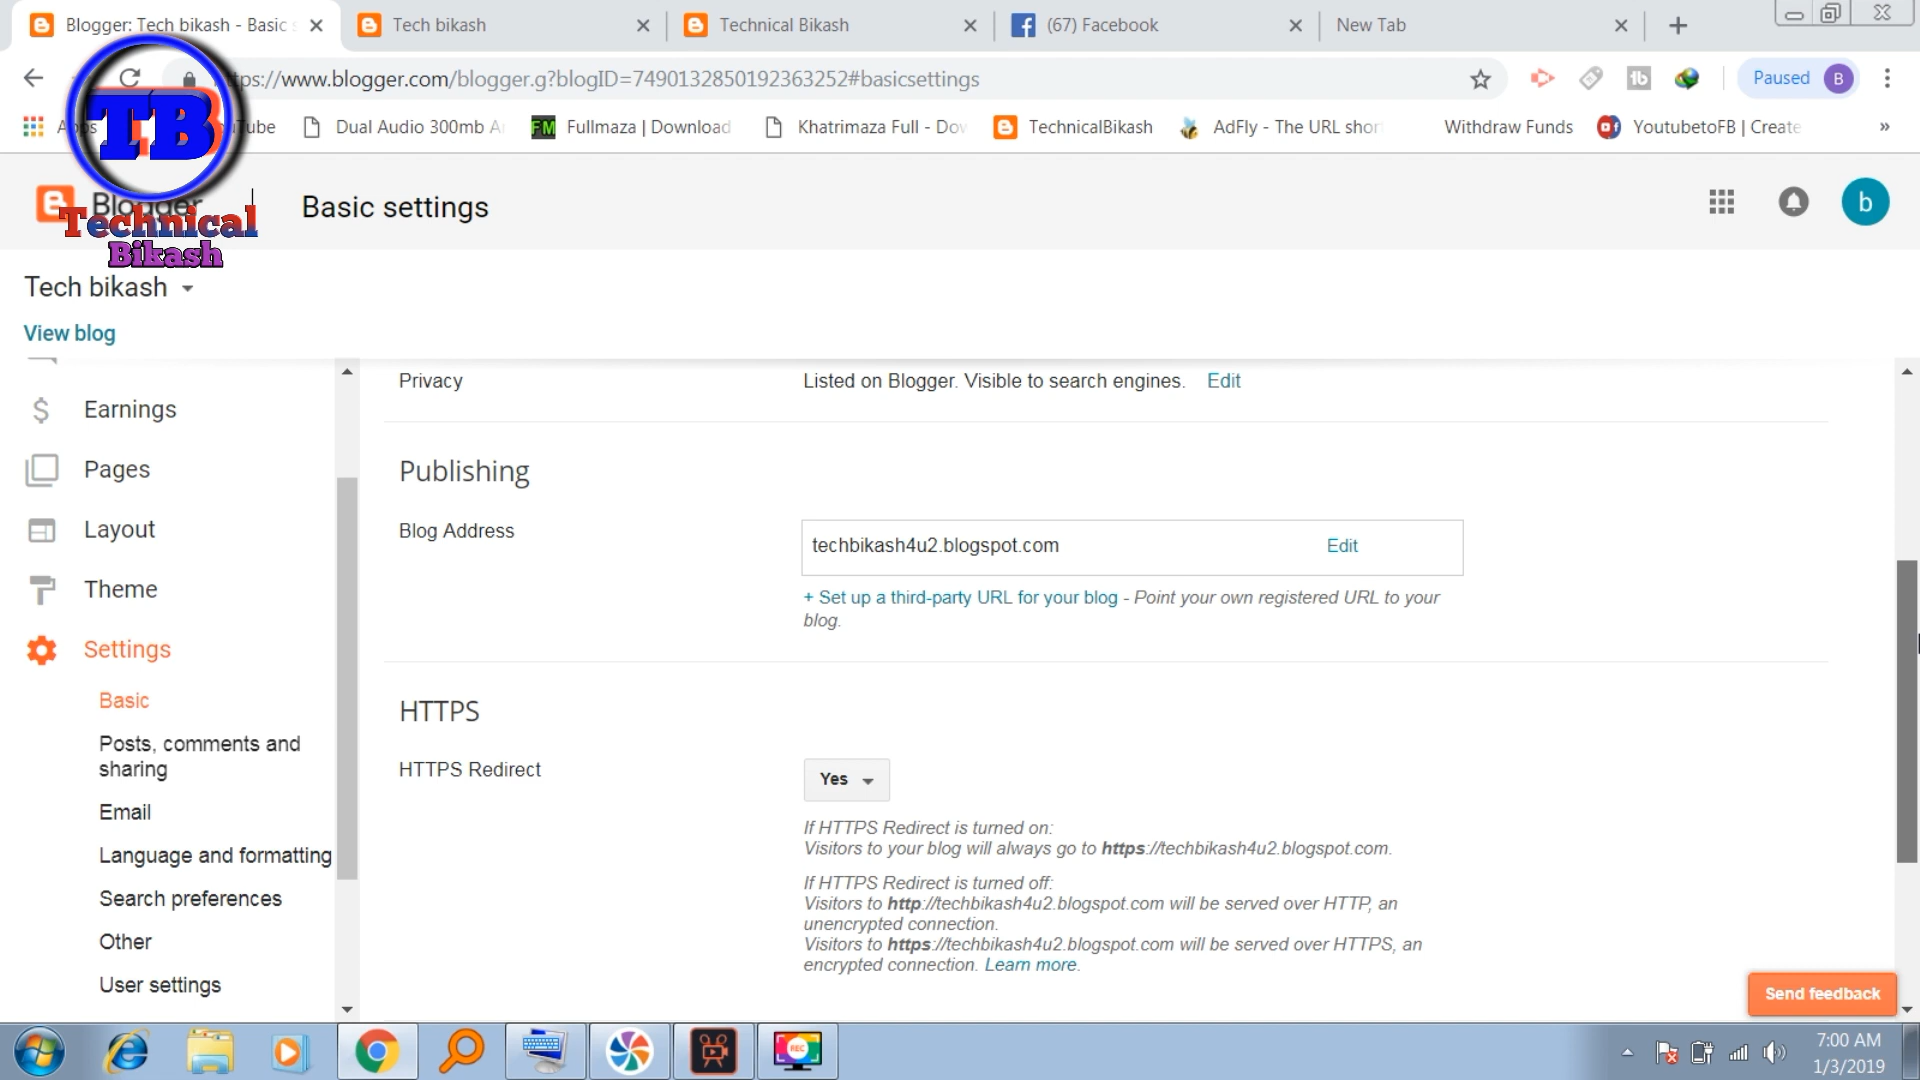 Blogger: Tech bikash - Basic s
Tech bikash
Technical Bikash
(67) Facebook
New Tab
ps://www.blogger.com/blogger.g?blogID=7490132850192363252#basicsettings
Paused B
Apps
uTube
Dual Audio 300mb A
FM Fullmaza | Download
Khatrimaza Full - Dow
TechnicalBikash
AdFly - The URL shor
Withdraw Funds
YoutubetoFB | Create
»
TB
Blogger
Technical
Bikash
Basic settings
b
Tech bikash
View blog
Earnings
Pages
Layout
Theme
Settings
Basic
Posts, comments and
sharing
Email
Language and formatting
Search preferences
Other
User settings
Privacy
Listed on Blogger. Visible to search engines. Edit
Publishing
Blog Address
techbikash4u2.blogspot.com Edit
+ Set up a third-party URL for your blog - Point your own registered URL to your
blog.
HTTPS
HTTPS Redirect
Yes
If HTTPS Redirect is turned on:
Visitors to your blog will always go to https://techbikash4u2.blogspot.com.
If HTTPS Redirect is turned off:
Visitors to http://techbikash4u2.blogspot.com will be served over HTTP, an
unencrypted connection.
Visitors to https://techbikash4u2.blogspot.com will be served over HTTPS, an
encrypted connection. Learn more.
Send feedback
REC
7:00 AM
1/3/2019